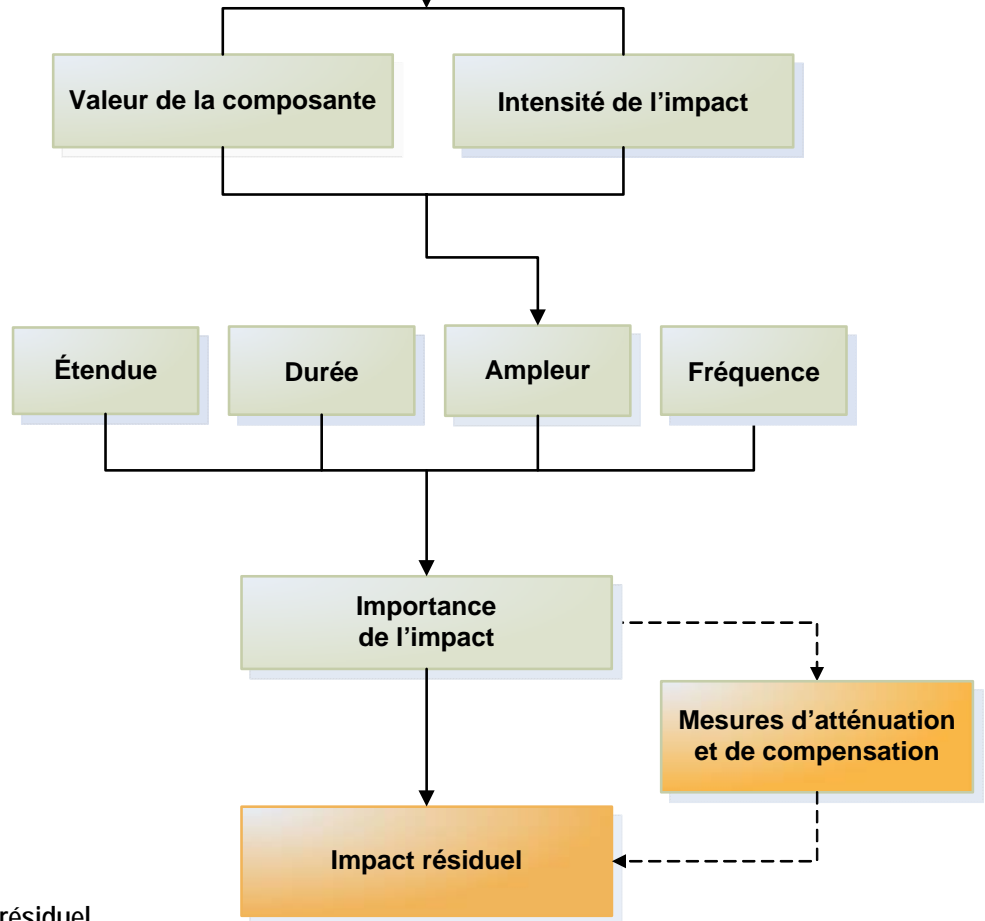 Valeur de la composante
Intensité de l’impact
Étendue
Durée
Ampleur
Fréquence
Importance
de l’impact
Mesures d’atténuation
et de compensation
Impact résiduel
résiduel